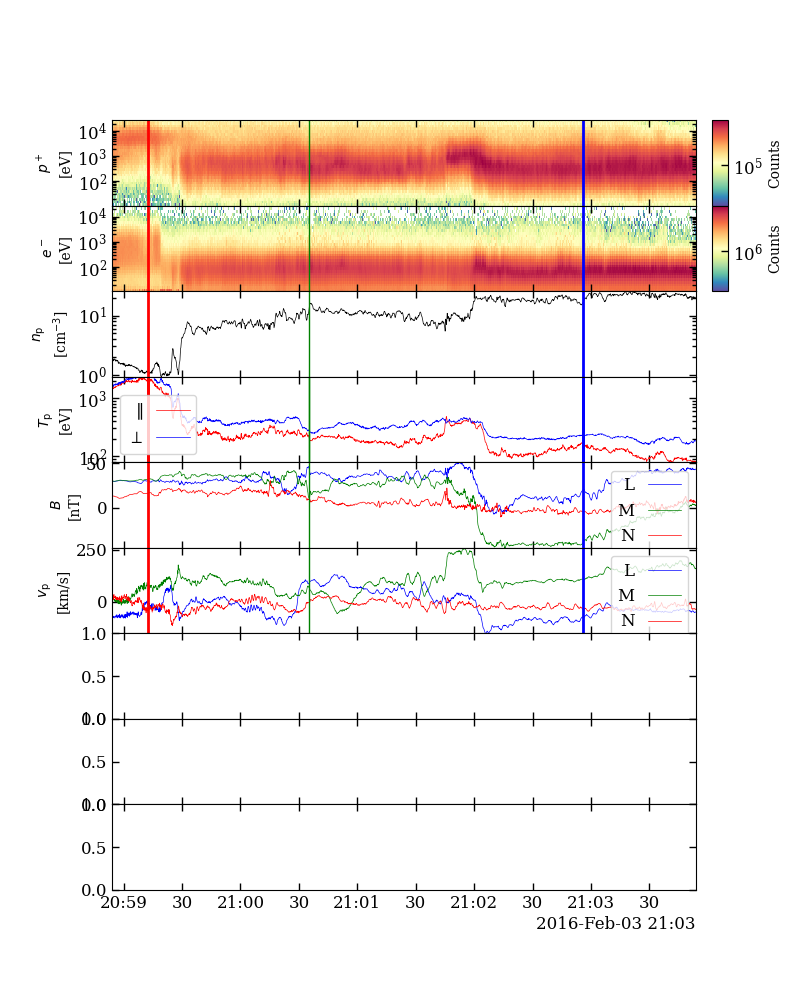 10⁴
10³
10²
p⁺
[eV]
10⁵
Counts
10⁴
10³
10²
e⁻
[eV]
10⁶
Counts
10¹
10⁰
nₚ
[cm⁻³]
10³
10²
Tₚ
[eV]
∥
⊥
50
0
B
[nT]
L
M
N
250
0
vₚ
[km/s]
L
M
N
1.0
0.5
0.0
1.0
0.5
0.0
1.0
0.5
0.0
20:59 30 21:00 30 21:01 30 21:02 30 21:03 30
2016-Feb-03 21:03